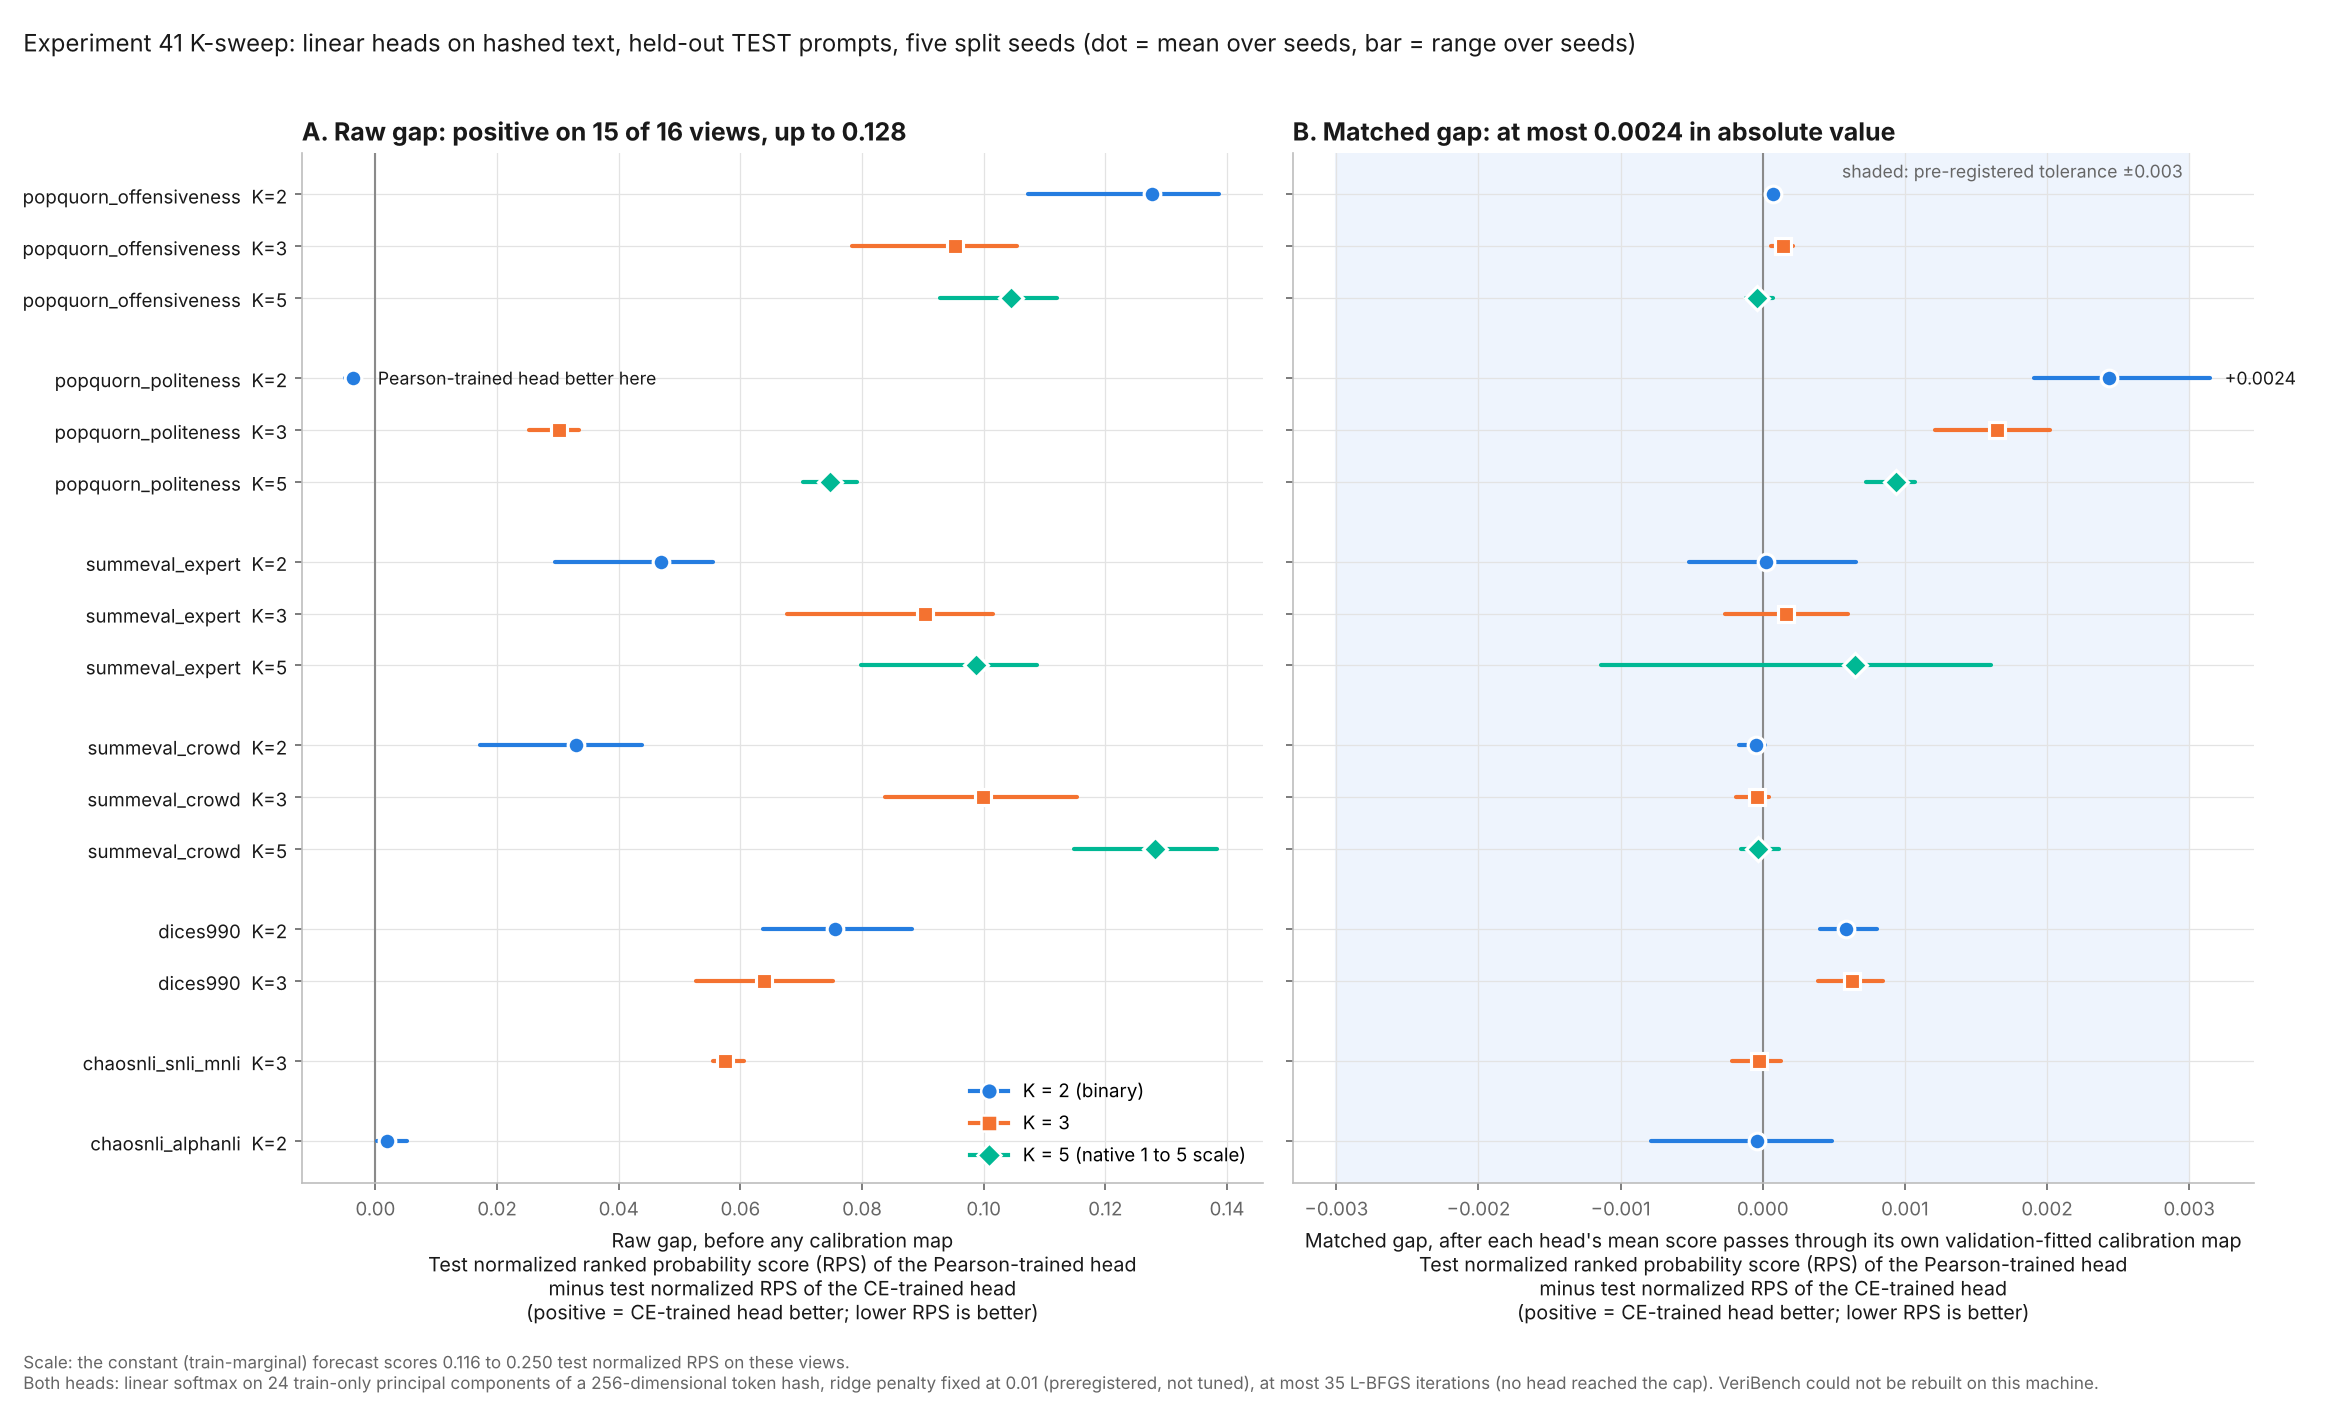 Experiment 41 K-sweep: linear heads on hashed text, held-out TEST prompts, five split seeds (dot = mean over seeds, bar = range over seeds)
A. Raw gap: positive on 15 of 16 views, up to 0.128
popquorn_offensiveness K=2
popquorn_offensiveness K=3
popquorn_offensiveness K=5
popquorn_politeness K=2
Pearson-trained head better here
popquorn_politeness K=3
popquorn_politeness K=5
summeval_expert K=2
summeval_expert K=3
summeval_expert K=5
summeval_crowd K=2
summeval_crowd K=3
summeval_crowd K=5
dices990 K=2
dices990 K=3
chaosnli_snli_mnli K=3
chaosnli_alphanli K=2
K = 2 (binary)
K = 3
K = 5 (native 1 to 5 scale)
0.00 0.02 0.04 0.06 0.08 0.10 0.12 0.14
Raw gap, before any calibration map
Test normalized ranked probability score (RPS) of the Pearson-trained head
minus test normalized RPS of the CE-trained head
(positive = CE-trained head better; lower RPS is better)
B. Matched gap: at most 0.0024 in absolute value
shaded: pre-registered tolerance ±0.003
+0.0024
−0.003 −0.002 −0.001 0.000 0.001 0.002 0.003
Matched gap, after each head's mean score passes through its own validation-fitted calibration map
Test normalized ranked probability score (RPS) of the Pearson-trained head
minus test normalized RPS of the CE-trained head
(positive = CE-trained head better; lower RPS is better)
Scale: the constant (train-marginal) forecast scores 0.116 to 0.250 test normalized RPS on these views.
Both heads: linear softmax on 24 train-only principal components of a 256-dimensional token hash, ridge penalty fixed at 0.01 (preregistered, not tuned), at most 35 L-BFGS iterations (no head reached the cap). VeriBench could not be rebuilt on this machine.